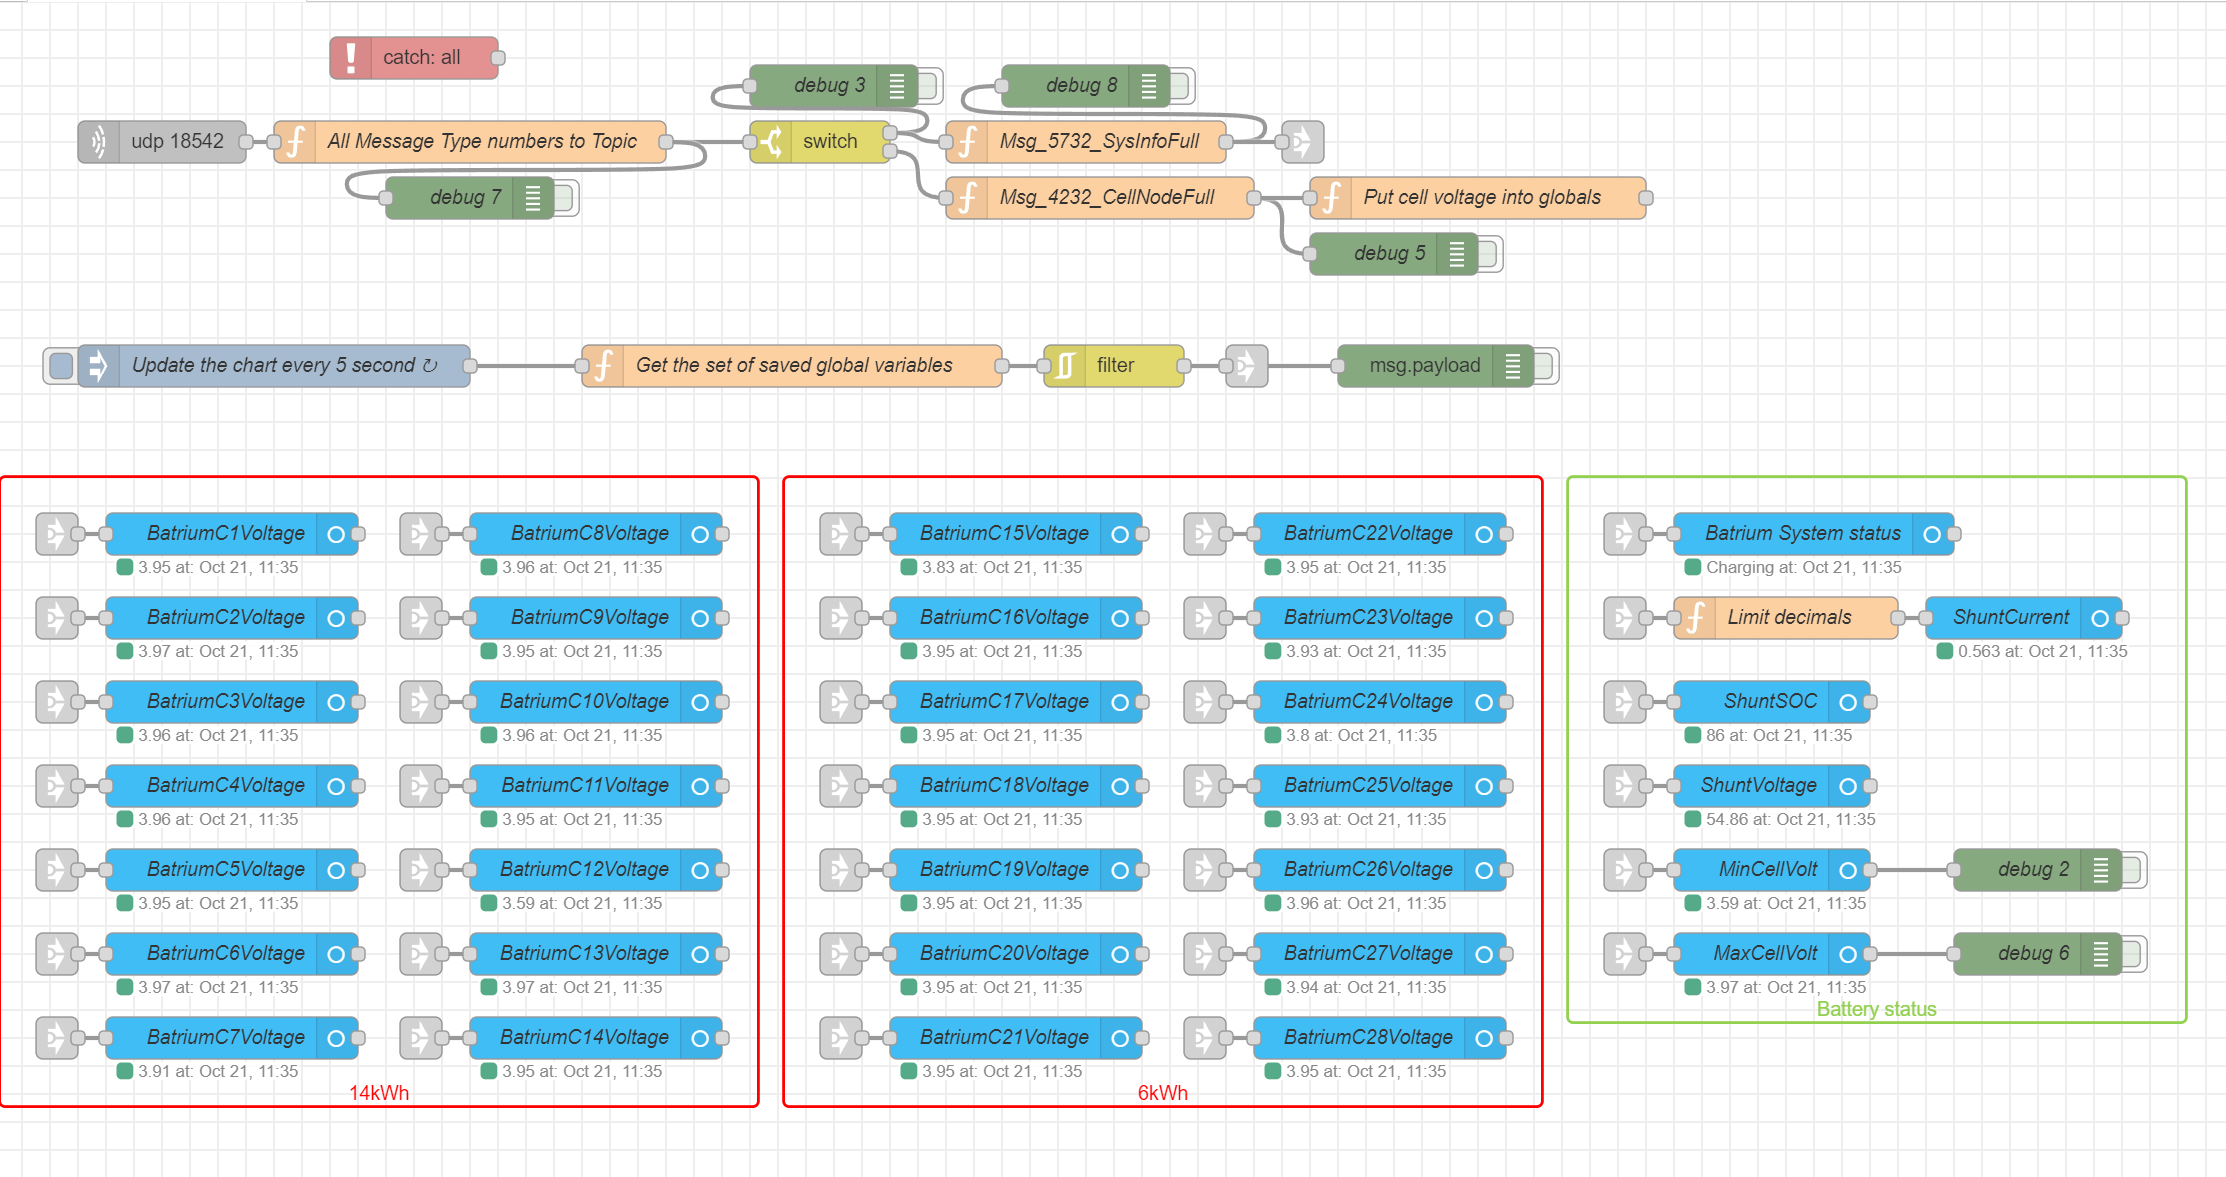 catch: all
debug 3
debug 8
udp 18542
All Message Type numbers to Topic
switch
Msg_5732_SysInfoFull
debug 7
Msg_4232_CellNodeFull
Put cell voltage into globals
debug 5
Update the chart every 5 second ↻
Get the set of saved global variables
filter
msg.payload
BatriumC1Voltage
3.95 at: Oct 21, 11:35
BatriumC2Voltage
3.97 at: Oct 21, 11:35
BatriumC3Voltage
3.96 at: Oct 21, 11:35
BatriumC4Voltage
3.96 at: Oct 21, 11:35
BatriumC5Voltage
3.95 at: Oct 21, 11:35
BatriumC6Voltage
3.97 at: Oct 21, 11:35
BatriumC7Voltage
3.91 at: Oct 21, 11:35
BatriumC8Voltage
3.96 at: Oct 21, 11:35
BatriumC9Voltage
3.95 at: Oct 21, 11:35
BatriumC10Voltage
3.96 at: Oct 21, 11:35
BatriumC11Voltage
3.95 at: Oct 21, 11:35
BatriumC12Voltage
3.59 at: Oct 21, 11:35
BatriumC13Voltage
3.97 at: Oct 21, 11:35
BatriumC14Voltage
3.95 at: Oct 21, 11:35
14kWh
BatriumC15Voltage
3.83 at: Oct 21, 11:35
BatriumC16Voltage
3.95 at: Oct 21, 11:35
BatriumC17Voltage
3.95 at: Oct 21, 11:35
BatriumC18Voltage
3.95 at: Oct 21, 11:35
BatriumC19Voltage
3.95 at: Oct 21, 11:35
BatriumC20Voltage
3.95 at: Oct 21, 11:35
BatriumC21Voltage
3.95 at: Oct 21, 11:35
BatriumC22Voltage
3.95 at: Oct 21, 11:35
BatriumC23Voltage
3.93 at: Oct 21, 11:35
BatriumC24Voltage
3.8 at: Oct 21, 11:35
BatriumC25Voltage
3.93 at: Oct 21, 11:35
BatriumC26Voltage
3.96 at: Oct 21, 11:35
BatriumC27Voltage
3.94 at: Oct 21, 11:35
BatriumC28Voltage
3.95 at: Oct 21, 11:35
6kWh
Batrium System status
Charging at: Oct 21, 11:35
Limit decimals
ShuntCurrent
0.563 at: Oct 21, 11:35
ShuntSOC
86 at: Oct 21, 11:35
ShuntVoltage
54.86 at: Oct 21, 11:35
MinCellVolt
debug 2
3.59 at: Oct 21, 11:35
MaxCellVolt
debug 6
3.97 at: Oct 21, 11:35
Battery status